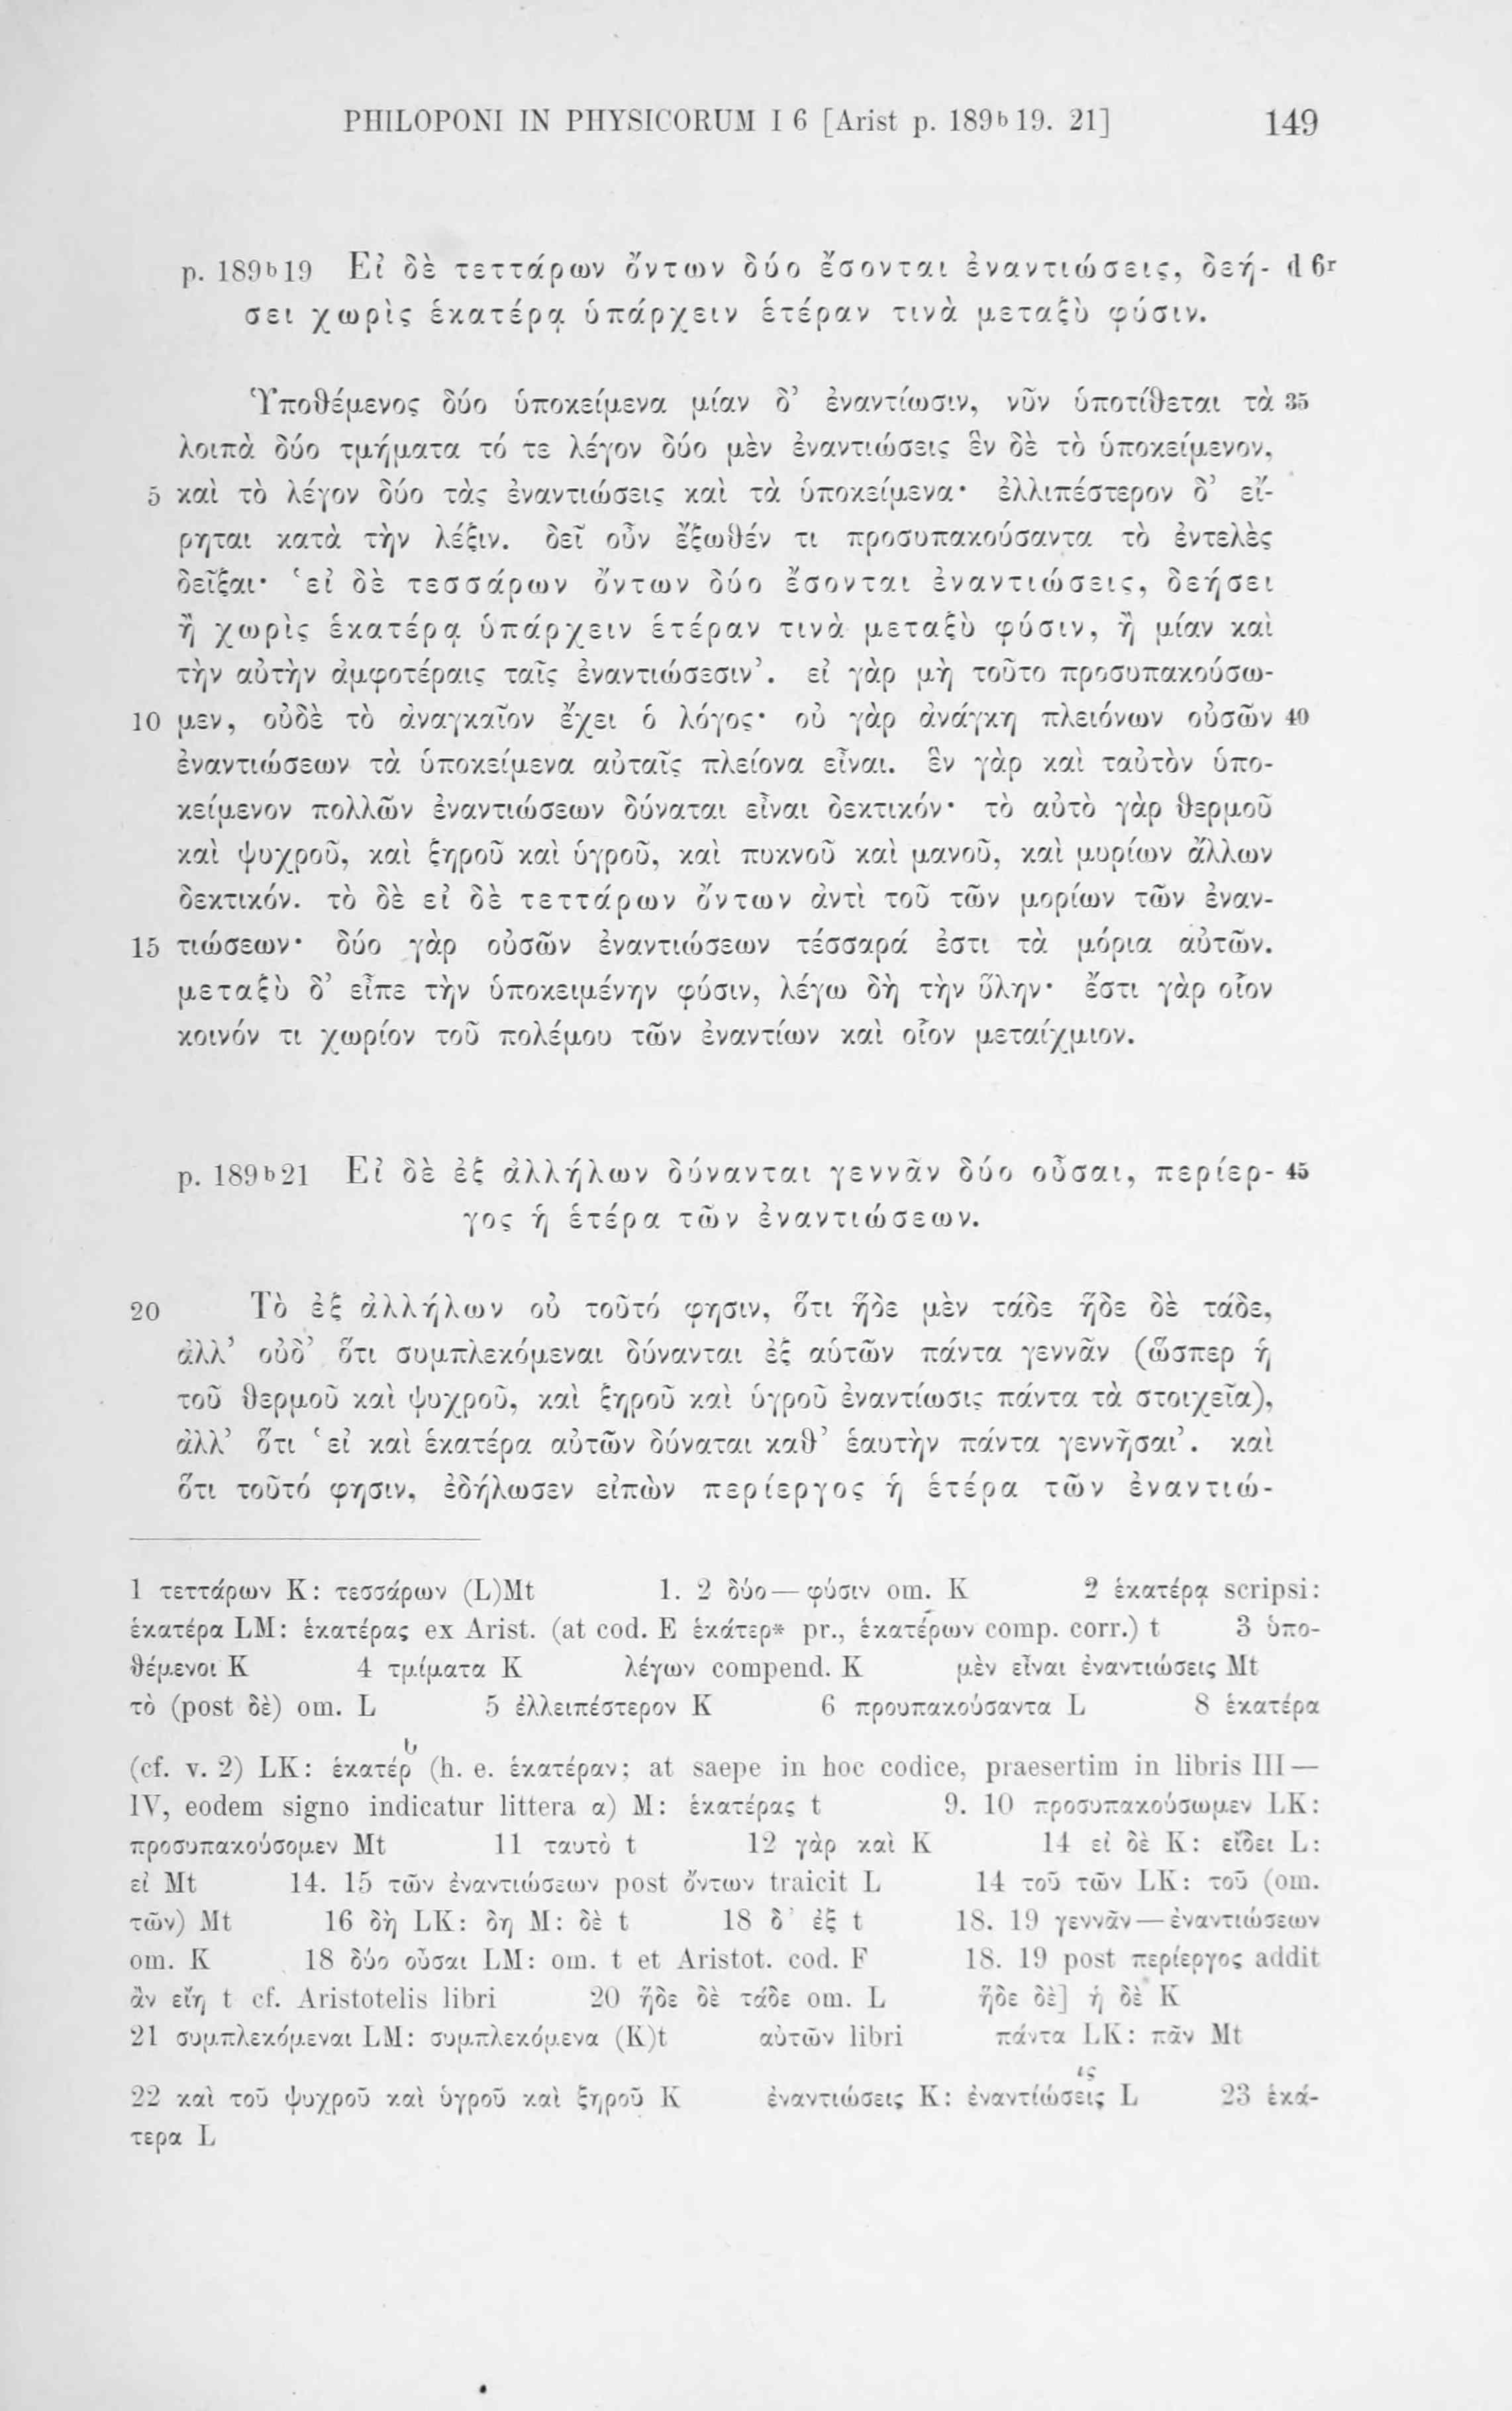 PHILOPONI IN PHYSICORUM I 6 [Arist p. 189b19. 21] 149
p. 189b19 Εἰ δὲ τεττάρων ὄντων δύο ἔσονται ἐναντιώσεις, δεή- d 6r
σει χωρὶς ἑκατέρᾳ ὑπάρχειν ἑτέραν τινὰ μεταξὺ φύσιν.
Ὑποθέμενος δύο ὑποκείμενα μίαν δ’ ἐναντίωσιν, νῦν ὑποτίθεται τὰ 35
λοιπὰ δύο τμήματα τό τε λέγον δύο μὲν ἐναντιώσεις ἓν δὲ τὸ ὑποκείμενον,
5 καὶ τὸ λέγον δύο τὰς ἐναντιώσεις καὶ τὰ ὑποκείμενα· ἐλλιπέστερον δ’ εἴ-
ρηται κατὰ τὴν λέξιν. δεῖ οὖν ἔξωθέν τι προσυπακούσαντα τὸ ἐντελὲς
δεῖξαι· ‘εἰ δὲ τεσσάρων ὄντων δύο ἔσονται ἐναντιώσεις, δεήσει
ἢ χωρὶς ἑκατέρᾳ ὑπάρχειν ἑτέραν τινὰ μεταξὺ φύσιν, ἢ μίαν καὶ
τὴν αὐτὴν ἀμφοτέραις ταῖς ἐναντιώσεσιν’. εἰ γὰρ μὴ τοῦτο προσυπακούσω-
10 μεν, οὐδὲ τὸ ἀναγκαῖον ἔχει ὁ λόγος· οὐ γὰρ ἀνάγκη πλειόνων οὐσῶν 40
ἐναντιώσεων τὰ ὑποκείμενα αὐταῖς πλείονα εἶναι. ἓν γὰρ καὶ ταὐτὸν ὑπο-
κείμενον πολλῶν ἐναντιώσεων δύναται εἶναι δεκτικόν· τὸ αὐτὸ γὰρ θερμοῦ
καὶ ψυχροῦ, καὶ ξηροῦ καὶ ὑγροῦ, καὶ πυκνοῦ καὶ μανοῦ, καὶ μυρίων ἄλλων
δεκτικόν. τὸ δὲ εἰ δὲ τεττάρων ὄντων ἀντὶ τοῦ τῶν μορίων τῶν ἐναν-
15 τιώσεων· δύο γὰρ οὐσῶν ἐναντιώσεων τέσσαρά ἐστι τὰ μόρια αὐτῶν.
μεταξὺ δ’ εἶπε τὴν ὑποκειμένην φύσιν, λέγω δὴ τὴν ὕλην· ἔστι γὰρ οἷον
κοινόν τι χωρίον τοῦ πολέμου τῶν ἐναντίων καὶ οἷον μεταίχμιον.
p. 189b21 Εἰ δὲ ἐξ ἀλλήλων δύνανται γεννᾶν δύο οὖσαι, περίερ- 45
γος ἡ ἑτέρα τῶν ἐναντιώσεων.
20 Τὸ ἐξ ἀλλήλων οὐ τοῦτό φησιν, ὅτι ἥδε μὲν τάδε ἥδε δὲ τάδε,
ἀλλ’ οὐδ’ ὅτι συμπλεκόμεναι δύνανται ἐξ αὑτῶν πάντα γεννᾶν (ὥσπερ ἡ
τοῦ θερμοῦ καὶ ψυχροῦ, καὶ ξηροῦ καὶ ὑγροῦ ἐναντίωσις πάντα τὰ στοιχεῖα),
ἀλλ’ ὅτι ‘εἰ καὶ ἑκατέρα αὐτῶν δύναται καθ’ ἑαυτὴν πάντα γεννῆσαι’. καὶ
ὅτι τοῦτό φησιν, ἐδήλωσεν εἰπὼν περίεργος ἡ ἑτέρα τῶν ἐναντιώ-
1 τεττάρων K: τεσσάρων (L)Mt 1. 2 δύο—φύσιν om. K 2 ἑκατέρᾳ scripsi:
ἑκατέρα LM: ἑκατέρας ex Arist. (at cod. E ἑκάτερ* pr., ἑκατέρων comp. corr.) t 3 ὑπο-
θέμενοι K 4 τμίματα K λέγων compend. K μὲν εἶναι ἐναντιώσεις Mt
τὸ (post δὲ) om. L 5 ἐλλειπέστερον K 6 προυπακούσαντα L 8 ἑκατέρα
(cf. v. 2) LK: ἑκατέρ (h. e. ἑκατέραν; at saepe in hoc codice, praesertim in libris III—
IV, eodem signo indicatur littera α) M: ἑκατέρας t 9. 10 προσυπακούσωμεν LK:
προσυπακούσομεν Mt 11 ταυτὸ t 12 γὰρ καὶ K 14 εἰ δὲ K: εἴδει L:
εἰ Mt 14. 15 τῶν ἐναντιώσεων post ὄντων traicit L 14 τοῦ τῶν LK: τοῦ (om.
τῶν) Mt 16 δὴ LK: δη M: δὲ t 18 δ’ ἐξ t 18. 19 γεννᾶν—ἐναντιώσεων
om. K 18 δύο οὖσαι LM: om. t et Aristot. cod. F 18. 19 post περίεργος addit
ἂν εἴη t cf. Aristotelis libri 20 ἥδε δὲ τάδε om. L ἥδε δὲ] ἡ δὲ K
21 συμπλεκόμεναι LM: συμπλεκόμενα (K)t αὐτῶν libri πάντα LK: πᾶν Mt
22 καὶ τοῦ ψυχροῦ καὶ ὑγροῦ καὶ ξηροῦ K ἐναντιώσεις K: ἐναντίώσεις L 23 ἑκά-
τερα L